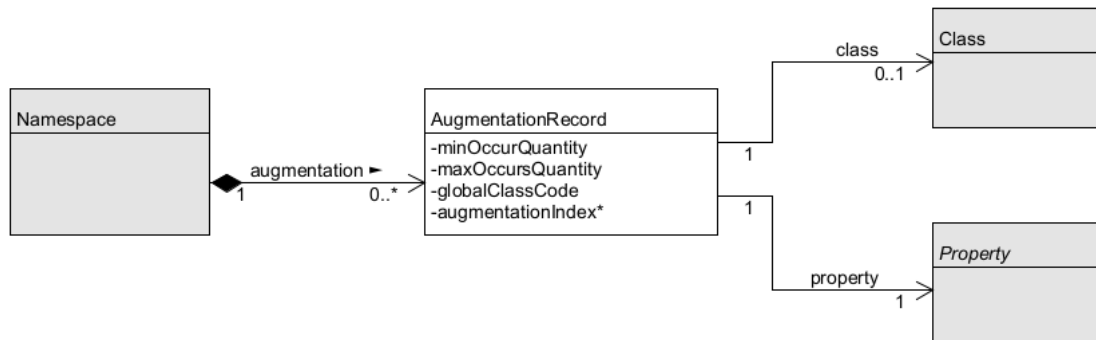 Namespace
augmentation ►
1
0..*
AugmentationRecord
-minOccurQuantity
-maxOccursQuantity
-globalClassCode
-augmentationIndex*
1
class
0..1
Class
1
property
1
Property